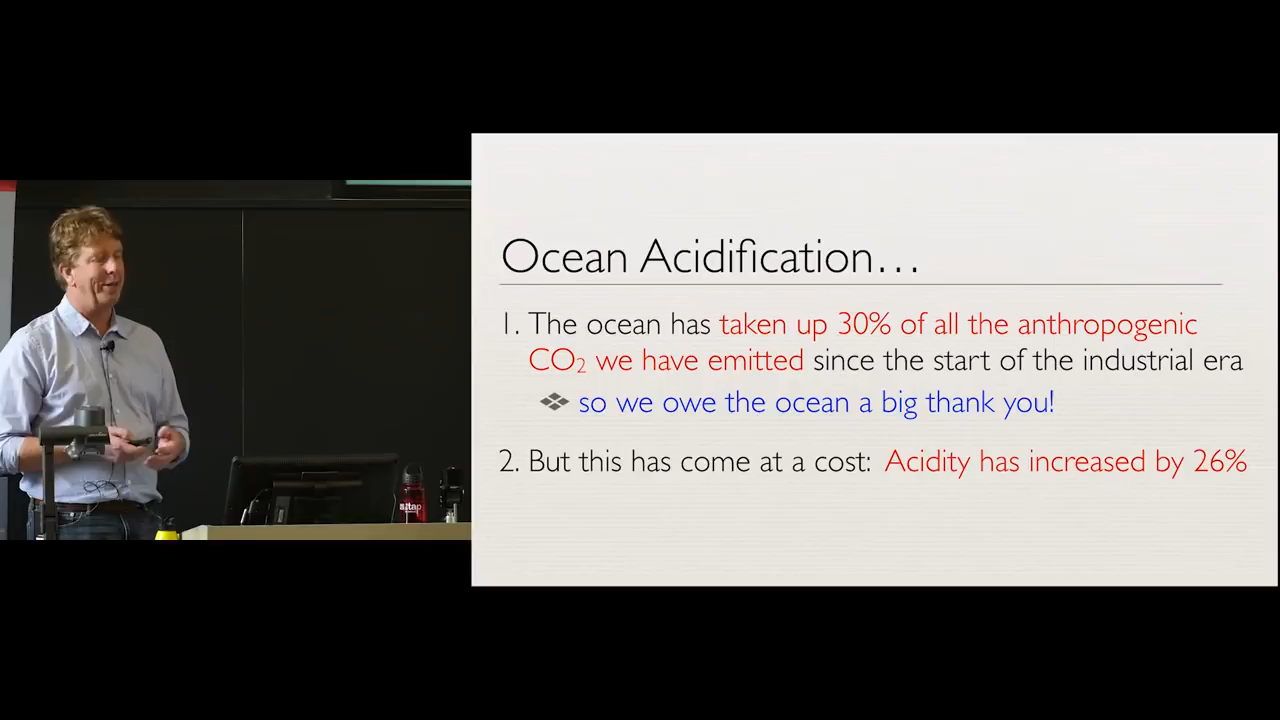 Ocean Acidification...
1. The ocean has taken up 30% of all the anthropogenic
CO₂ we have emitted since the start of the industrial era
❖ so we owe the ocean a big thank you!
2. But this has come at a cost: Acidity has increased by 26%